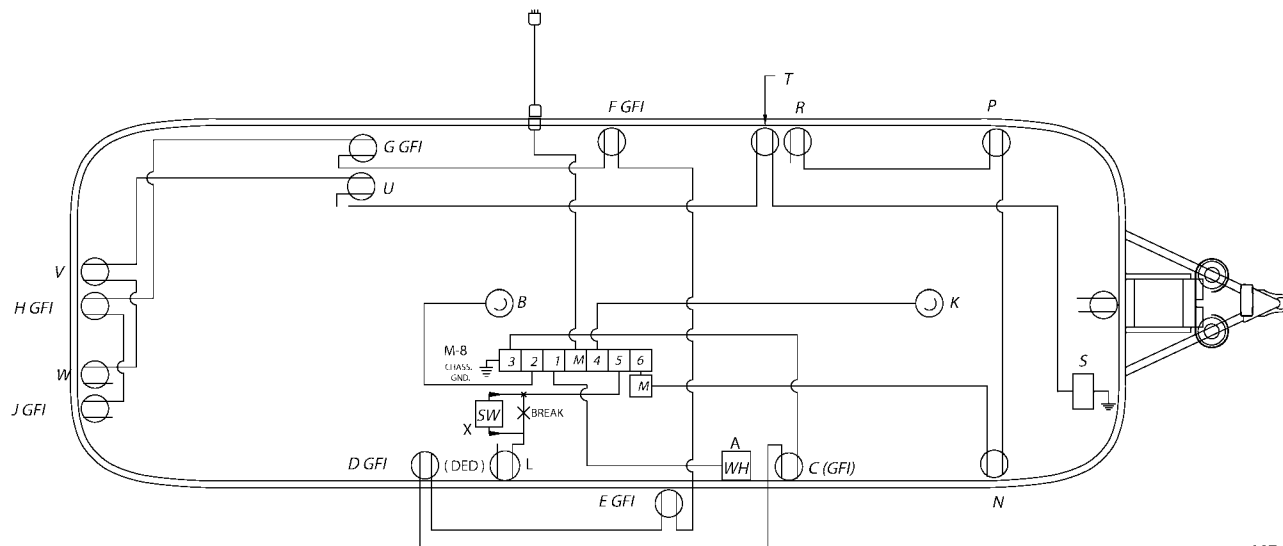 T
F GFI
R
P
G GFI
U
V
H GFI
B
K
M-8
CHASS.
GND.
3 2 1 M 4 5 6
M
S
W
J GFI
SW
BREAK
X
A
WH
D GFI
(DED)
L
C (GFI)
E GFI
N